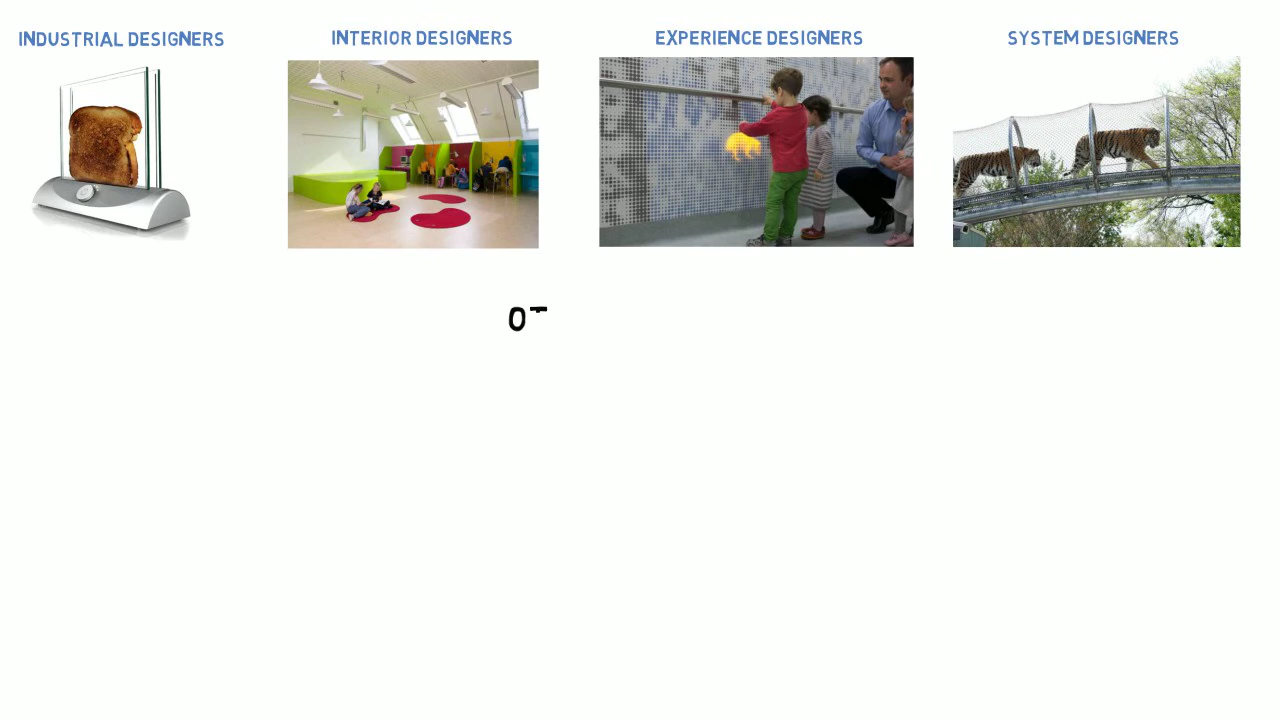 INDUSTRIAL DESIGNERS
INTERIOR DESIGNERS
EXPERIENCE DESIGNERS
SYSTEM DESIGNERS